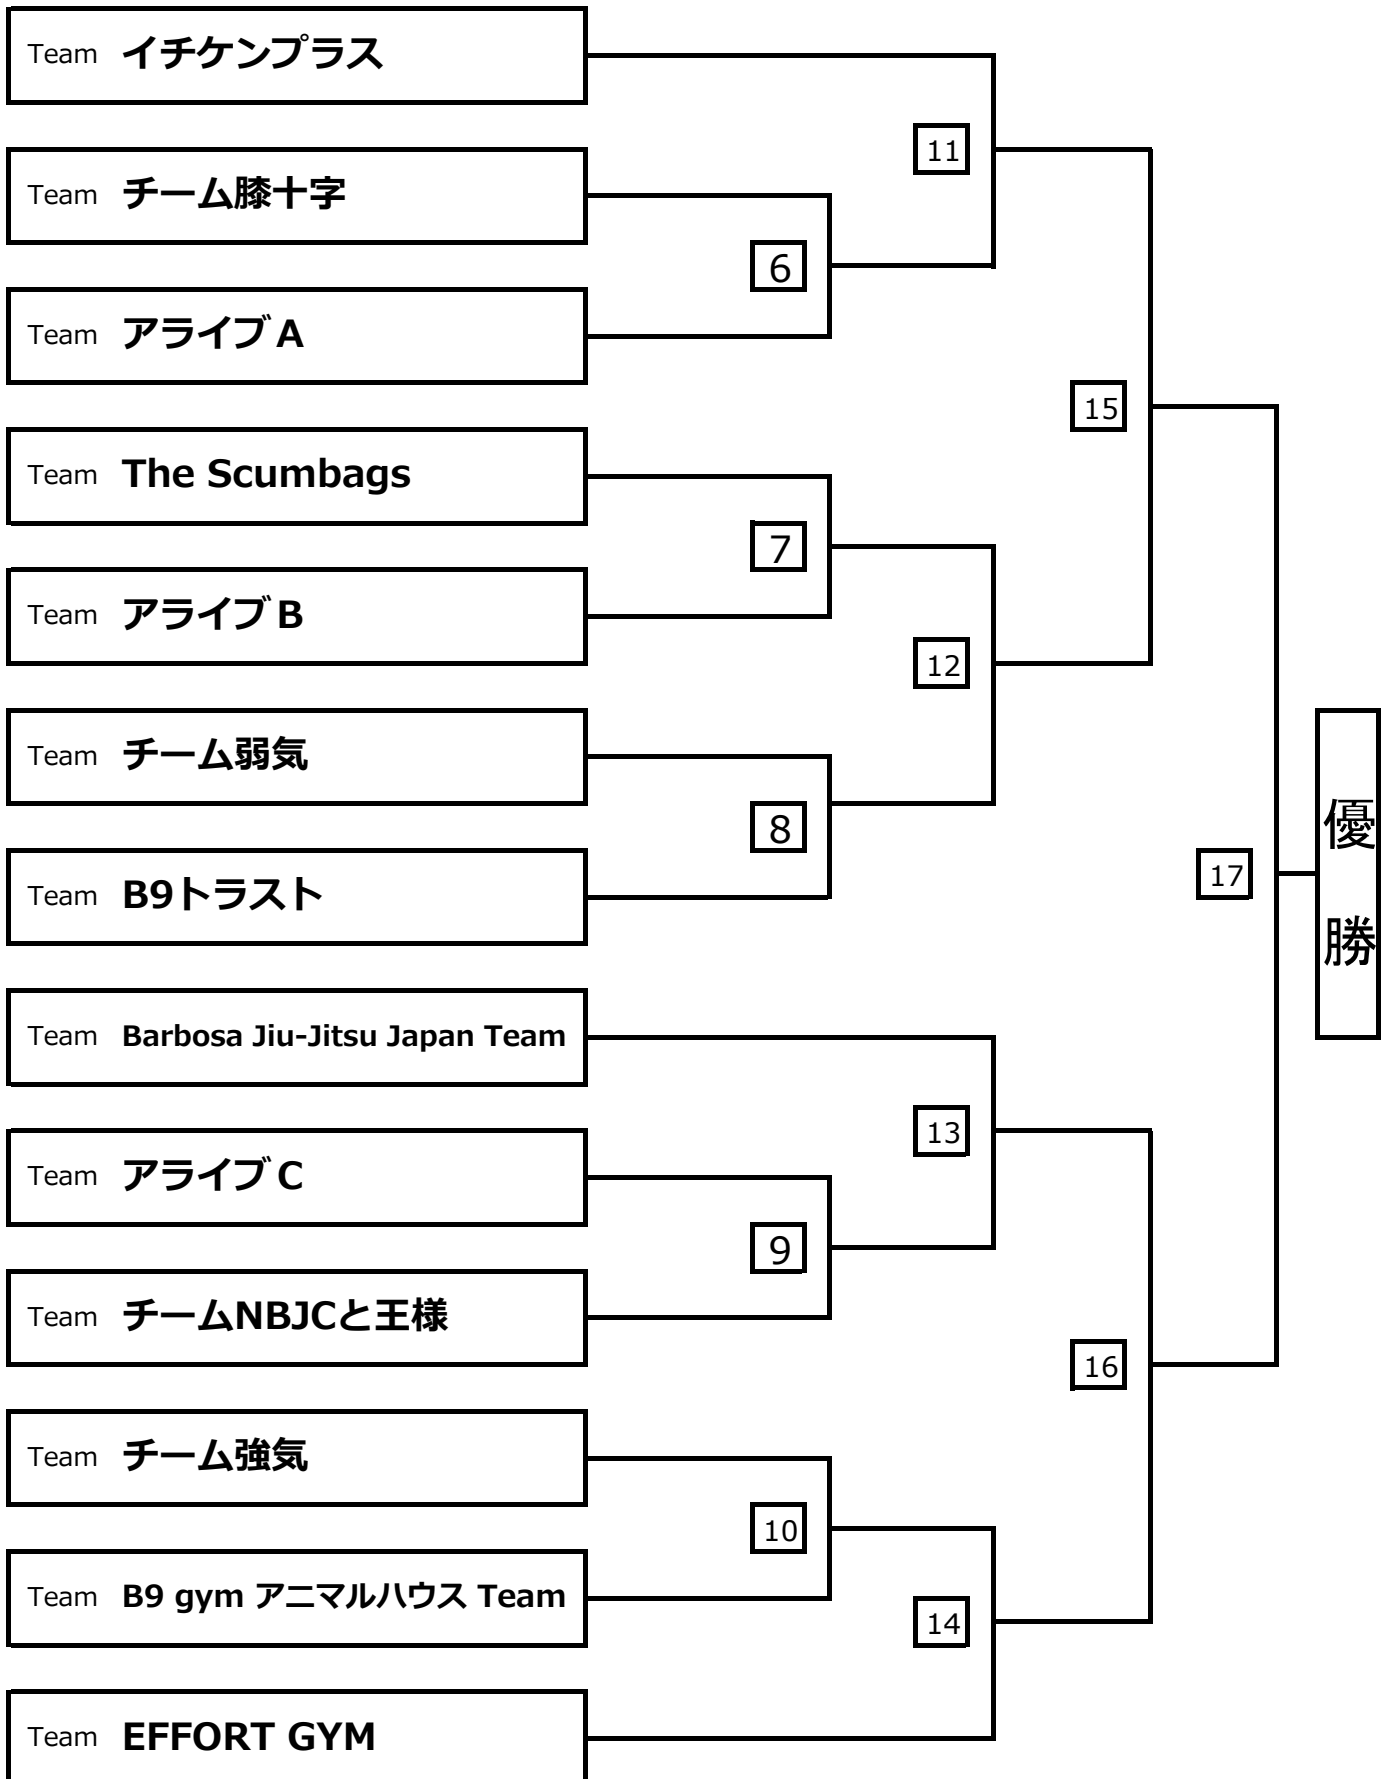 Team イチケンプラス
11
Team チーム膝十字
6
Team アライブA
15
Team The Scumbags
7
Team アライブB
12
Team チーム弱気
8
Team B9トラスト
17
優勝
Team Barbosa Jiu-Jitsu Japan Team
13
Team アライブC
9
Team チームNBJCと王様
16
Team チーム強気
10
Team B9 gym アニマルハウス Team
14
Team EFFORT GYM